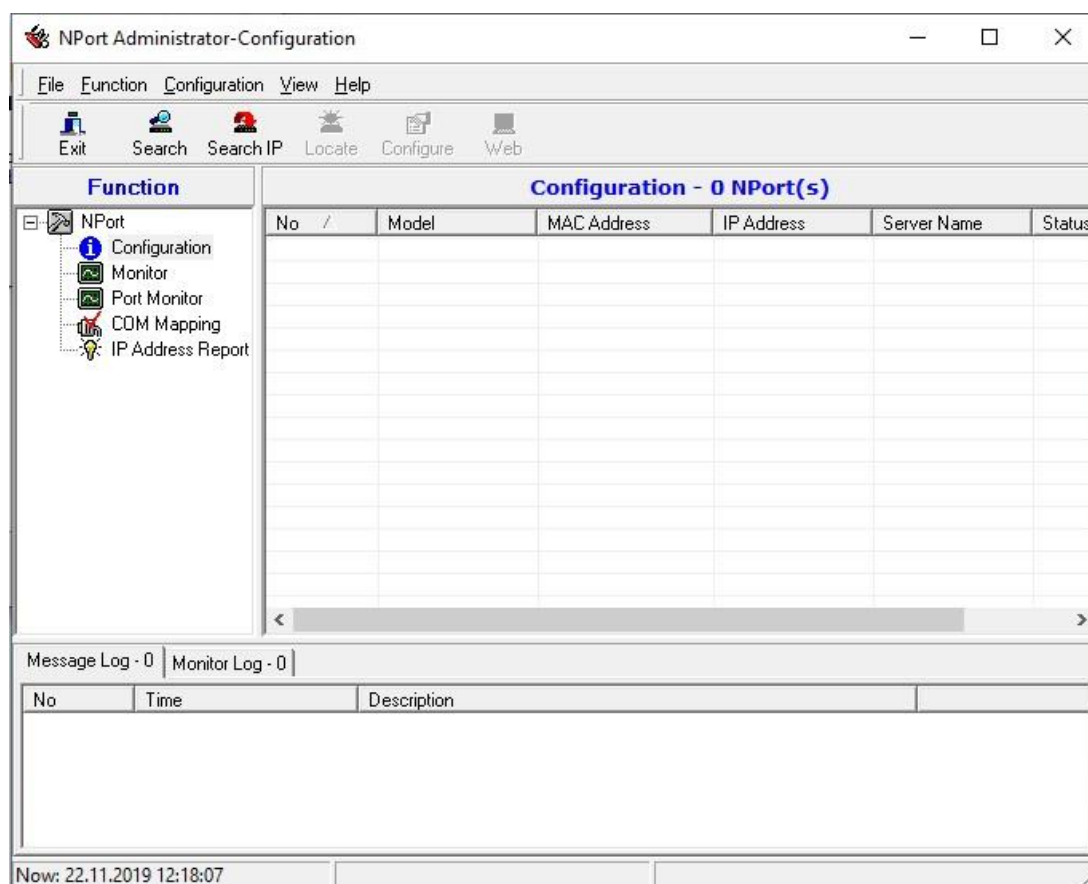 NPort Administrator-Configuration
File Function Configuration View Help
Exit Search Search IP Locate Configure Web
Function
Configuration - 0 NPort(s)
NPort
Configuration
Monitor
Port Monitor
COM Mapping
IP Address Report
No / Model MAC Address IP Address Server Name Status
Message Log - 0 Monitor Log - 0
No Time Description
Now: 22.11.2019 12:18:07